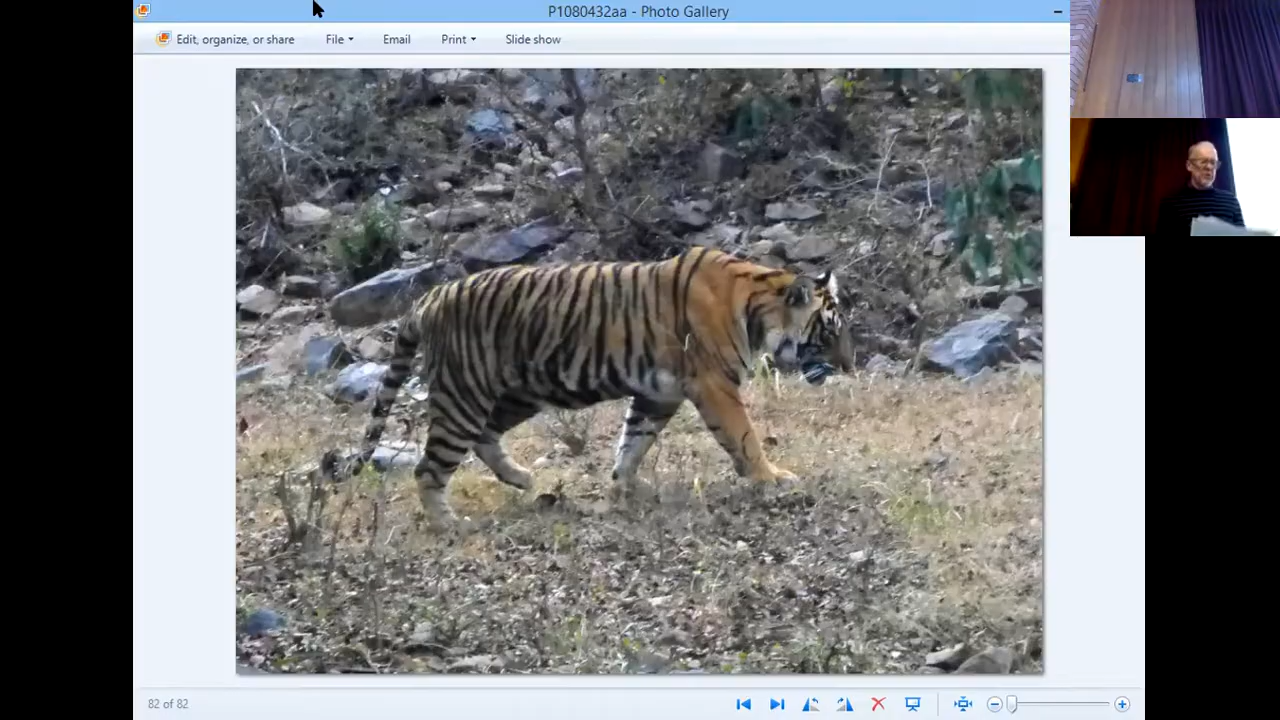 P1080432aa - Photo Gallery
Edit, organize, or share File Email Print Slide show
82 of 82